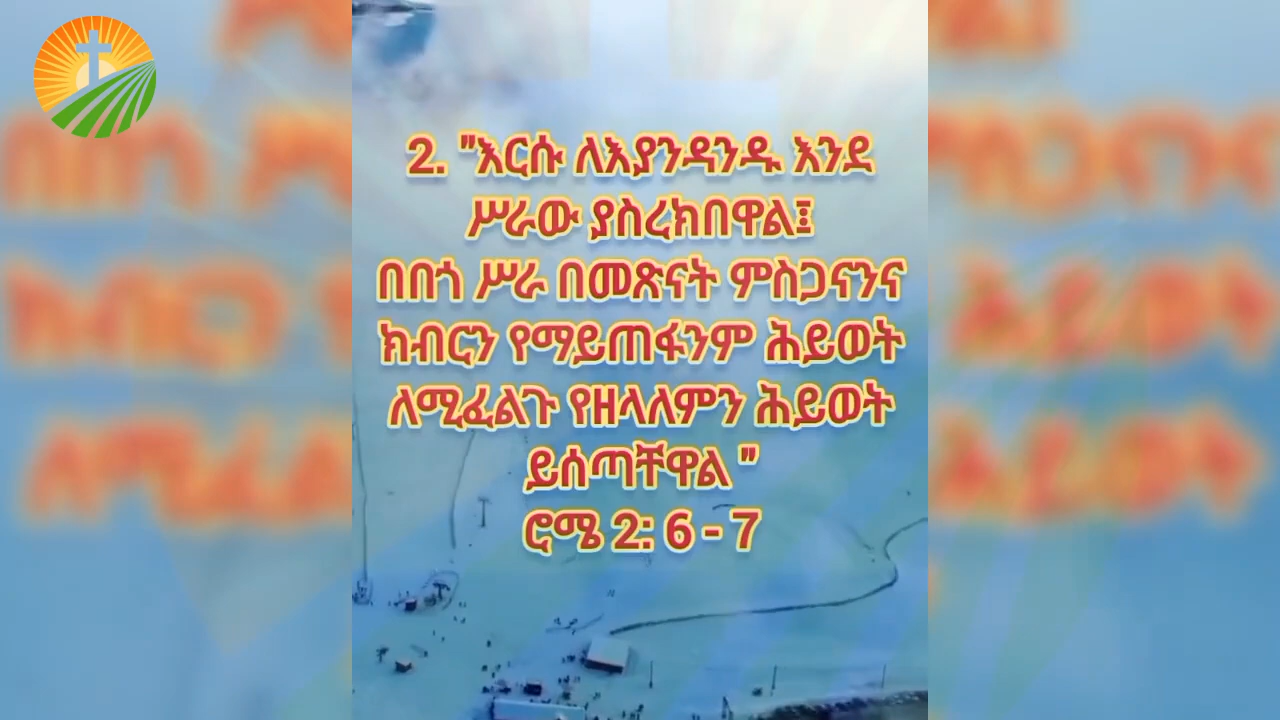 2. "እርሱ ለእያንዳንዱ እንደ
ሥራው ያስረክበዋል፤
በበጎ ሥራ በመጽናት ምስጋናንና
ክብርን የማይጠፋንም ሕይወት
ለሚፈልጉ የዘላለምን ሕይወት
ይሰጣቸዋል "
ሮሜ 2: 6 - 7